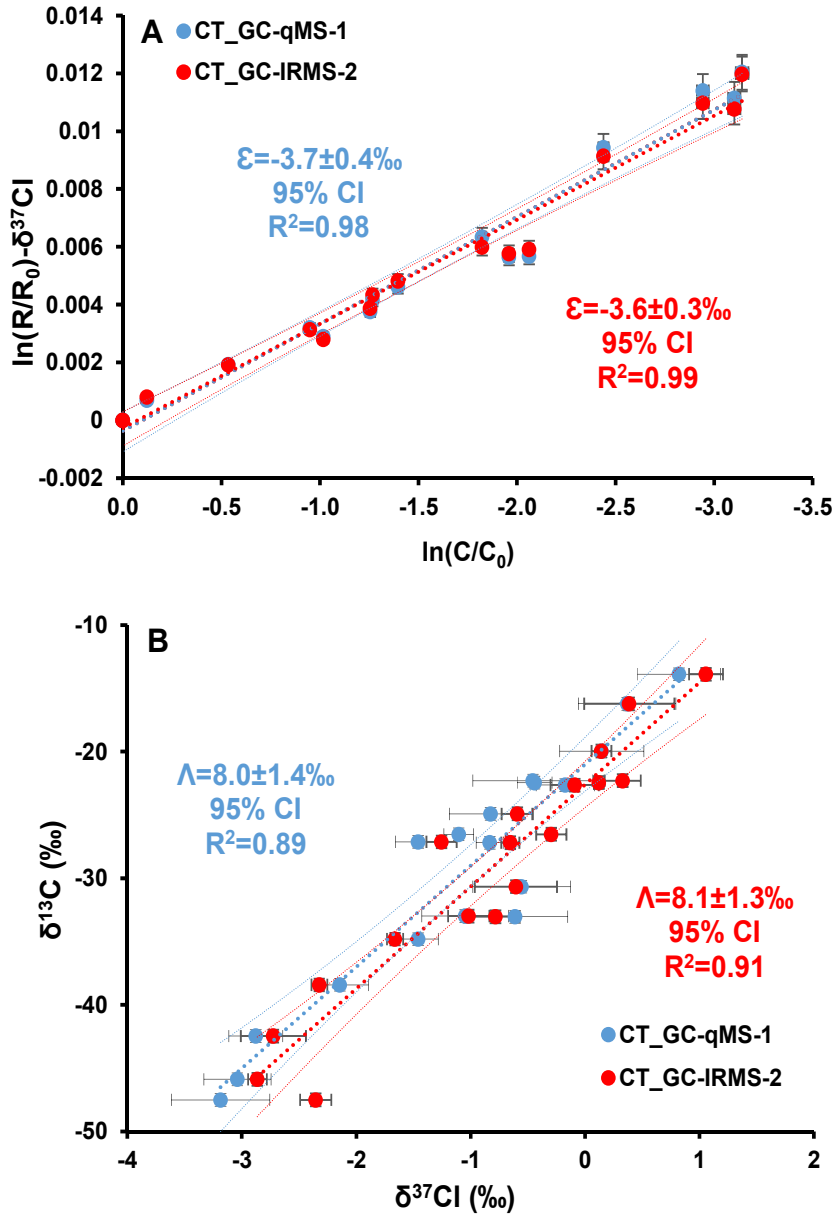 A
CT_GC-qMS-1
CT_GC-IRMS-2
0.014
0.012
0.01
0.008
0.006
0.004
0.002
0
-0.002
ln(R/R₀)-δ³⁷Cl
Ɛ=-3.7±0.4‰
95% CI
R²=0.98
Ɛ=-3.6±0.3‰
95% CI
R²=0.99
0.0 -0.5 -1.0 -1.5 -2.0 -2.5 -3.0 -3.5
ln(C/C₀)
B
-10
-20
-30
-40
-50
δ¹³C (‰)
Λ=8.0±1.4‰
95% CI
R²=0.89
Λ=8.1±1.3‰
95% CI
R²=0.91
CT_GC-qMS-1
CT_GC-IRMS-2
-4 -3 -2 -1 0 1 2
δ³⁷Cl (‰)